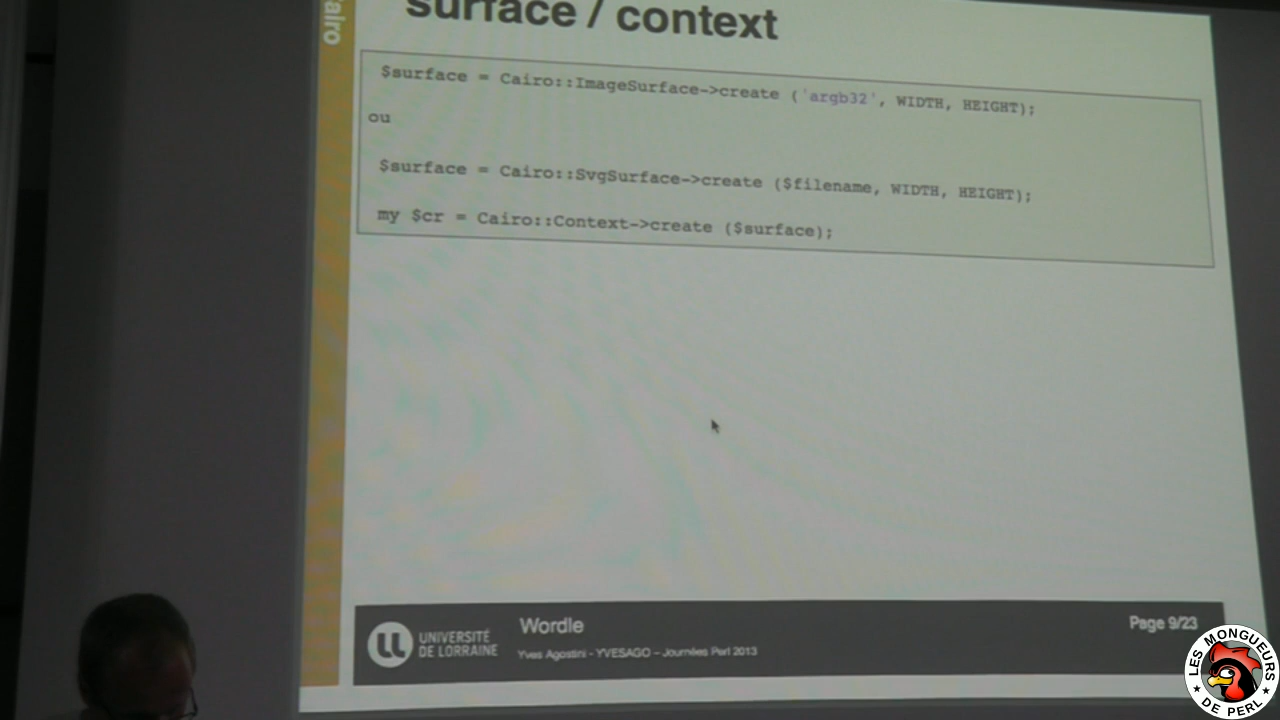 surface / context
$surface = Cairo::ImageSurface->create ('argb32', WIDTH, HEIGHT);
ou
$surface = Cairo::SvgSurface->create ($filename, WIDTH, HEIGHT);
my $cr = Cairo::Context->create ($surface);
UNIVERSITÉ
DE LORRAINE
Wordle
Yves Agostini - YVESAGO – Journées Perl 2013
Page 9/23
LES MONGUEURS
DE PERL